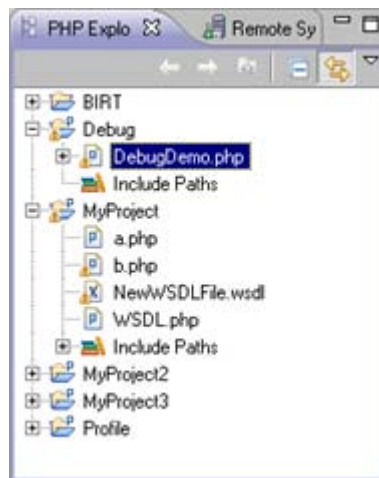 PHP Explo Remote Sy
BIRT
Debug
DebugDemo.php
Include Paths
MyProject
a.php
b.php
NewWSDLFile.wsdl
WSDL.php
Include Paths
MyProject2
MyProject3
Profile